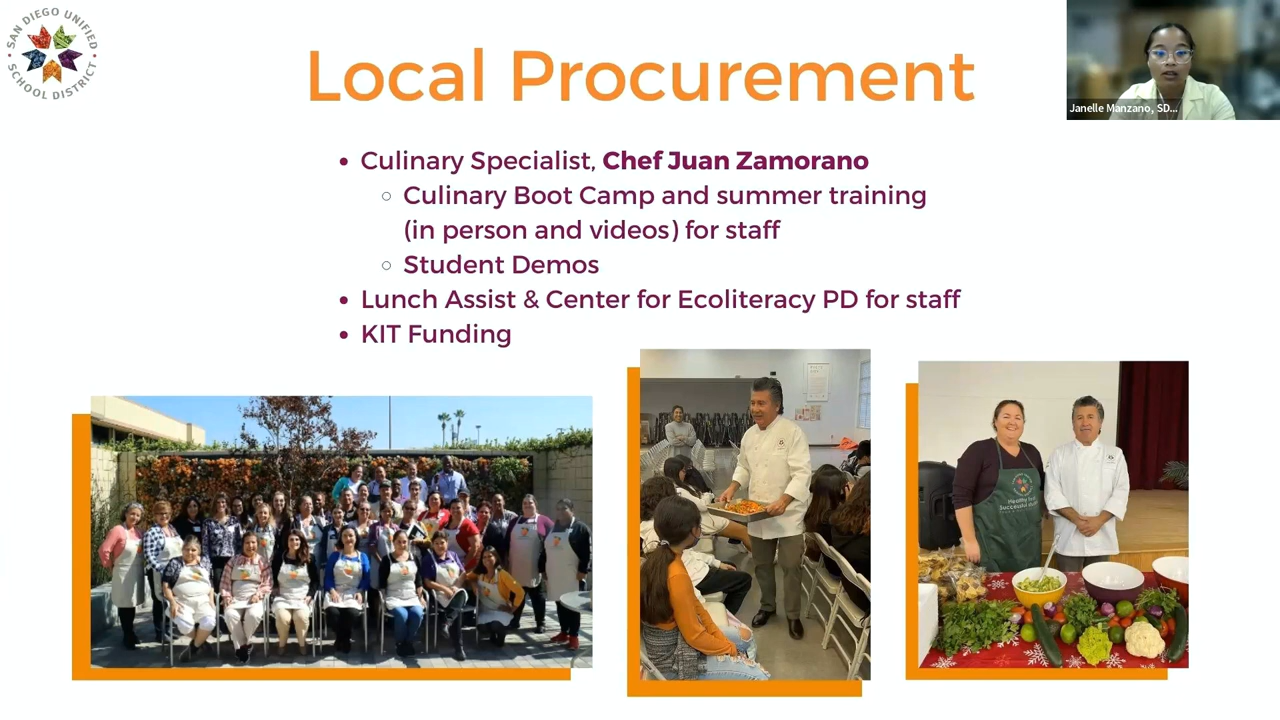 SAN DIEGO UNIFIED
SCHOOL DISTRICT
Local Procurement
Janelle Manzano, SD...
Culinary Specialist, Chef Juan Zamorano
Culinary Boot Camp and summer training
(in person and videos) for staff
Student Demos
Lunch Assist & Center for Ecoliteracy PD for staff
KIT Funding